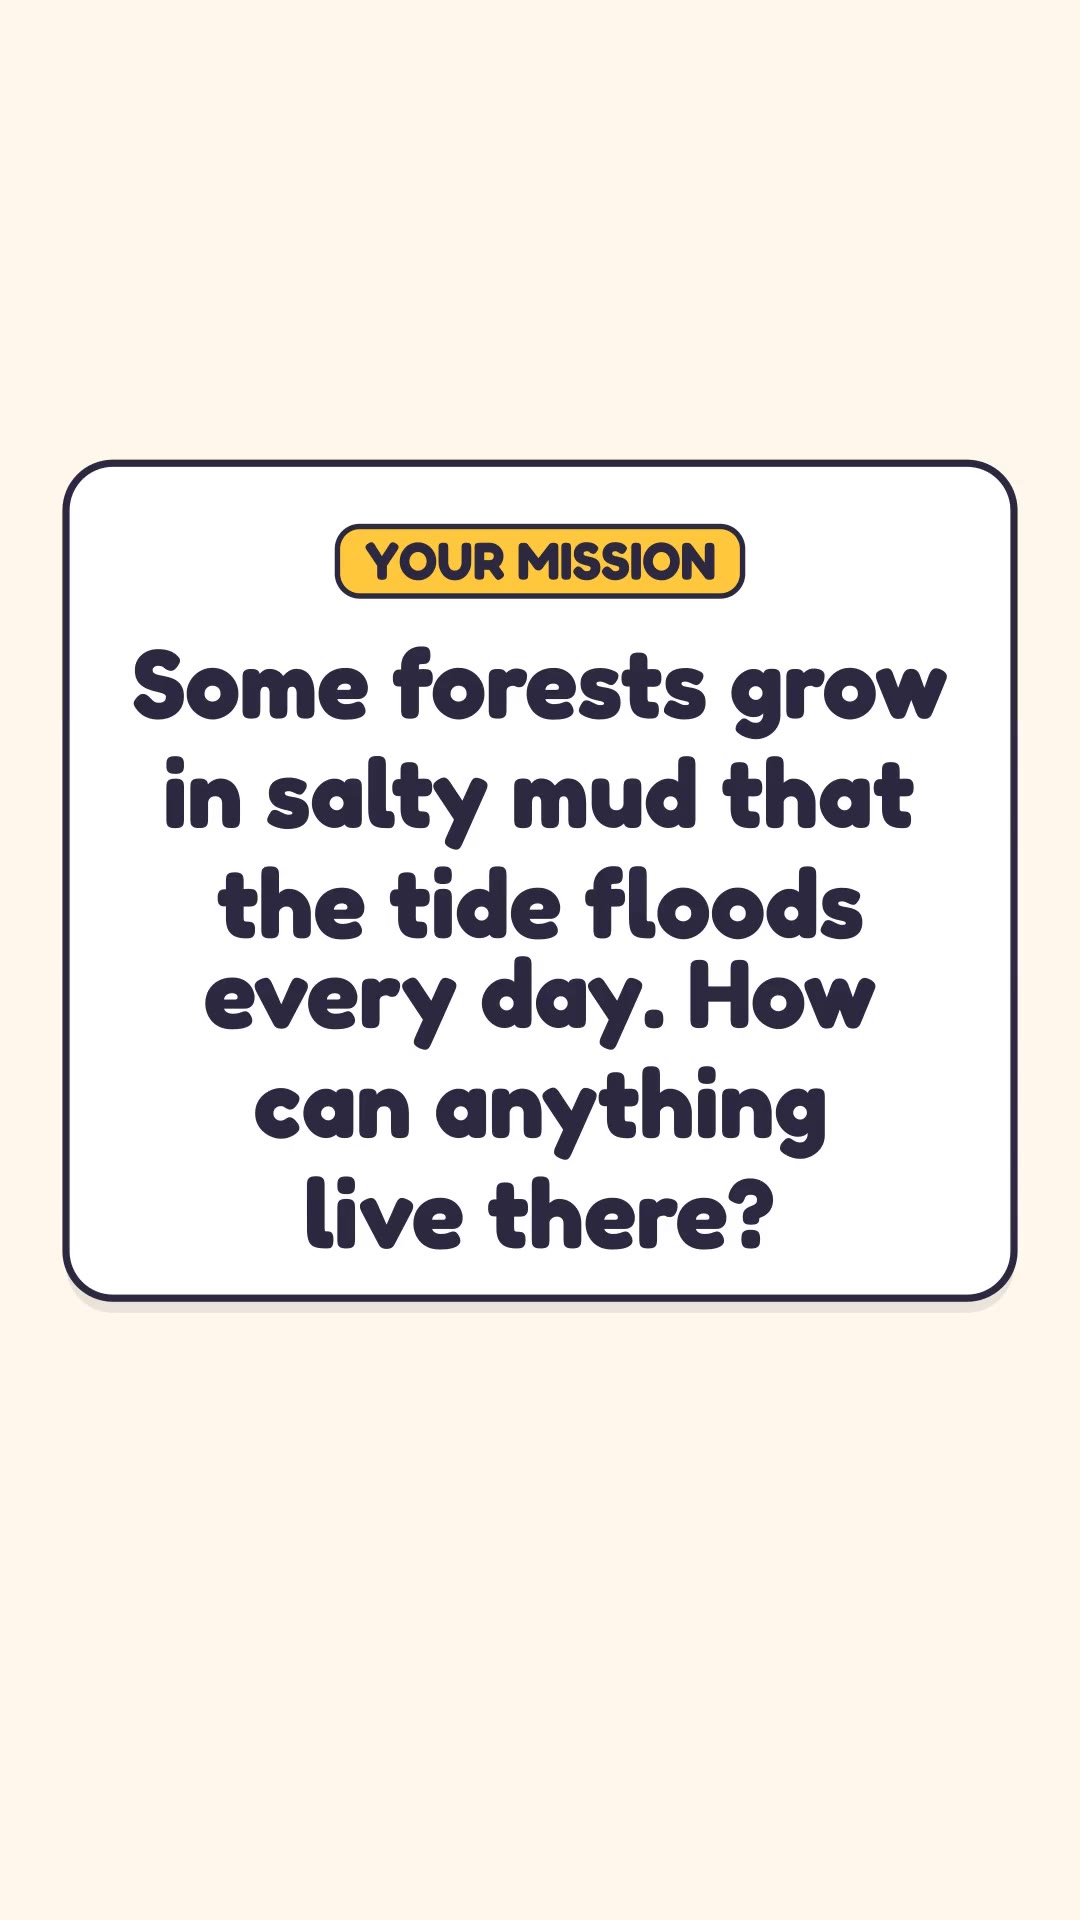 YOUR MISSION
Some forests grow
in salty mud that
the tide floods
every day. How
can anything
live there?